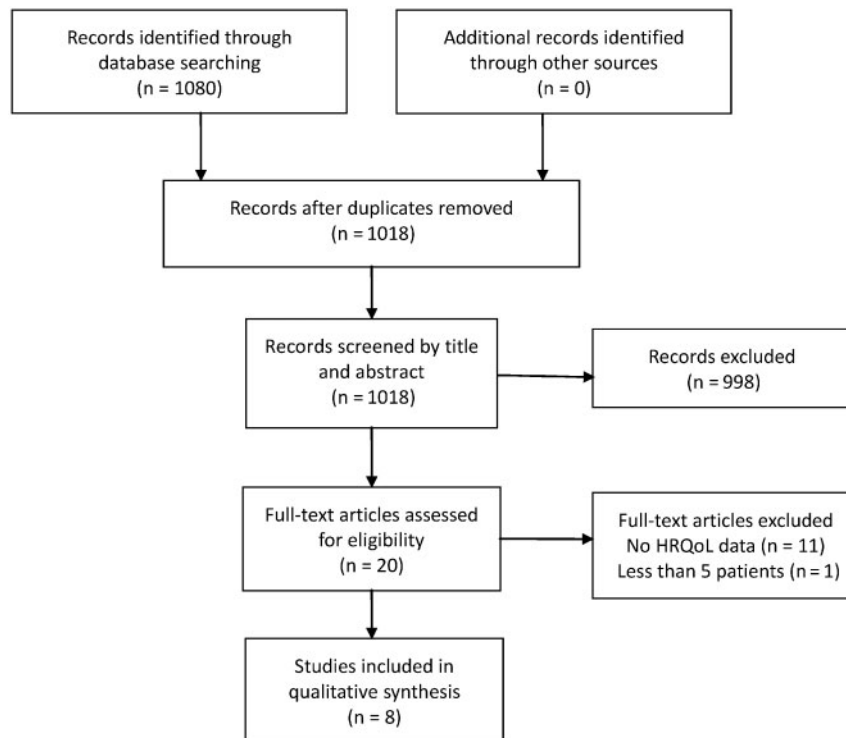 Records identified through
database searching
(n = 1080)
Additional records identified
through other sources
(n = 0)
Records after duplicates removed
(n = 1018)
Records screened by title
and abstract
(n = 1018)
Records excluded
(n = 998)
Full-text articles assessed
for eligibility
(n = 20)
Full-text articles excluded
No HRQoL data (n = 11)
Less than 5 patients (n = 1)
Studies included in
qualitative synthesis
(n = 8)